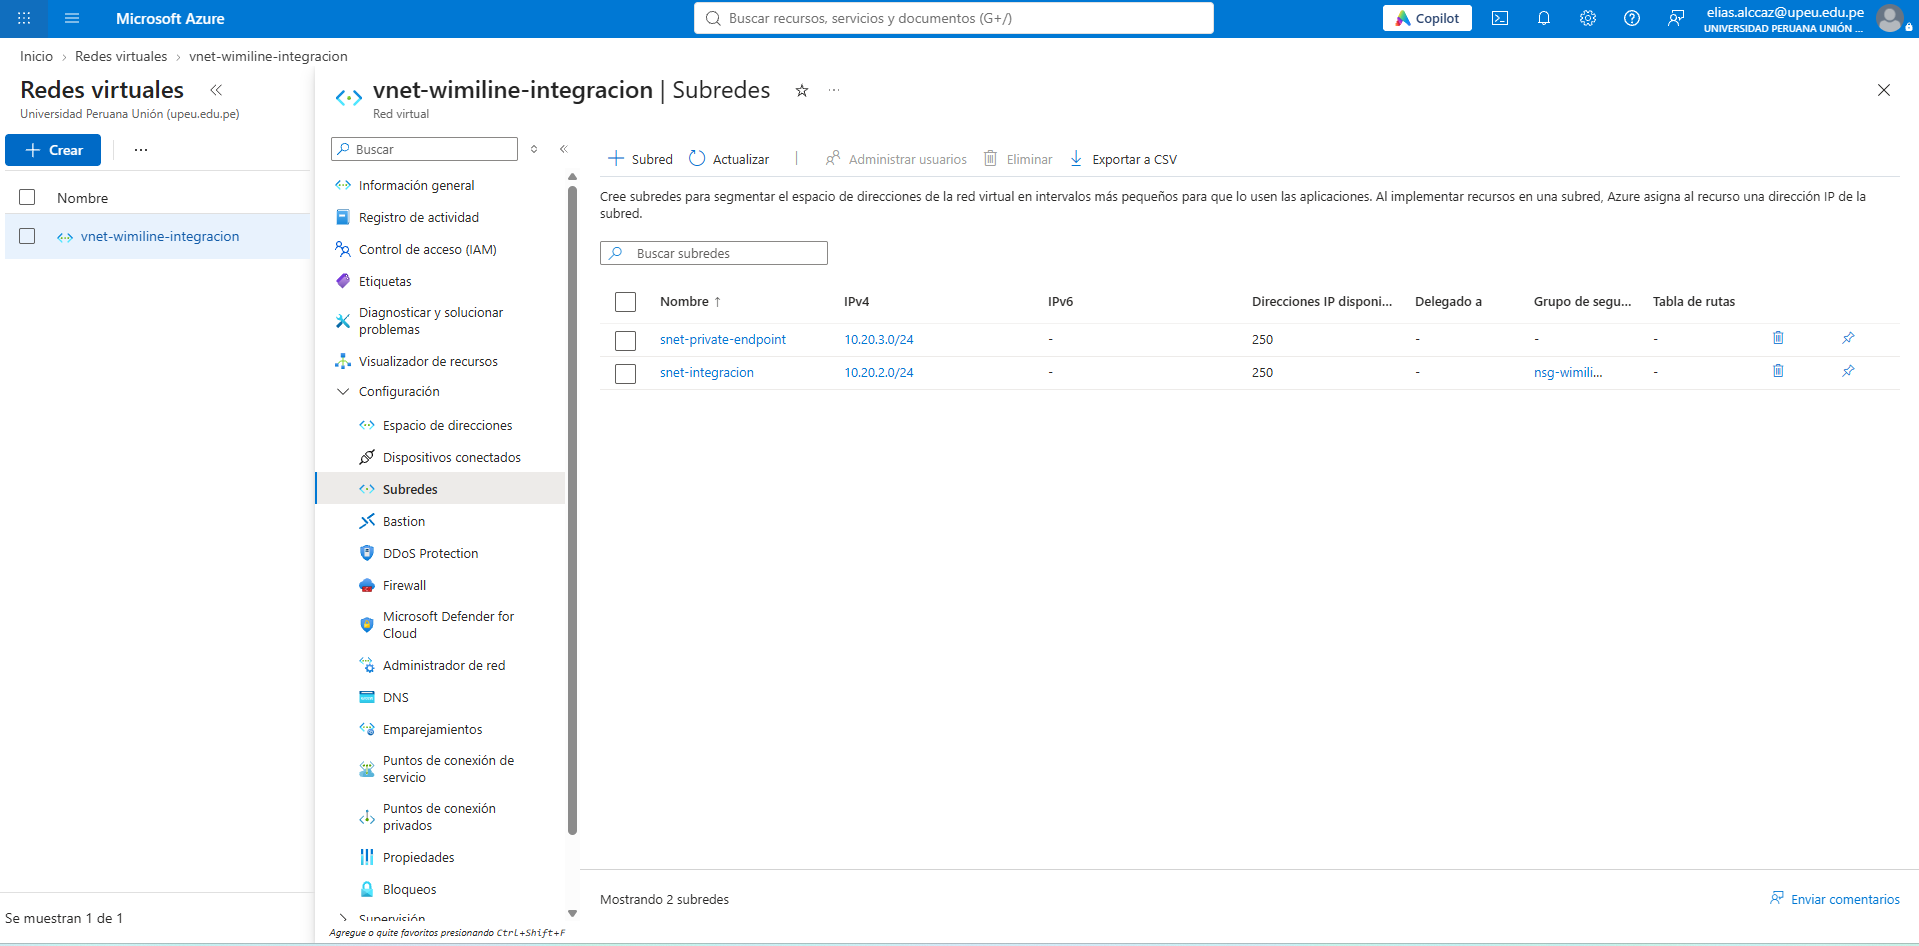 Microsoft Azure
Buscar recursos, servicios y documentos (G+/)
Copilot
elias.alccaz@upeu.edu.pe
UNIVERSIDAD PERUANA UNIÓN ...
Inicio
Redes virtuales
vnet-wimiline-integracion
Redes virtuales
Universidad Peruana Unión (upeu.edu.pe)
Crear
Nombre
vnet-wimiline-integracion
Se muestran 1 de 1
vnet-wimiline-integracion | Subredes
Red virtual
Buscar
Información general
Registro de actividad
Control de acceso (IAM)
Etiquetas
Diagnosticar y solucionar
problemas
Visualizador de recursos
Configuración
Espacio de direcciones
Dispositivos conectados
Subredes
Bastion
DDoS Protection
Firewall
Microsoft Defender for
Cloud
Administrador de red
DNS
Emparejamientos
Puntos de conexión de
servicio
Puntos de conexión
privados
Propiedades
Bloqueos
Supervisión
Agregue o quite favoritos presionando Ctrl+Shift+F
Subred
Actualizar
Administrar usuarios
Eliminar
Exportar a CSV
Cree subredes para segmentar el espacio de direcciones de la red virtual en intervalos más pequeños para que lo usen las aplicaciones. Al implementar recursos en una subred, Azure asigna al recurso una dirección IP de la
subred.
Buscar subredes
Nombre ↑ IPv4 IPv6 Direcciones IP disponi... Delegado a Grupo de segu... Tabla de rutas
snet-private-endpoint 10.20.3.0/24 - 250 - - -
snet-integracion 10.20.2.0/24 - 250 - nsg-wimili... -
Mostrando 2 subredes
Enviar comentarios